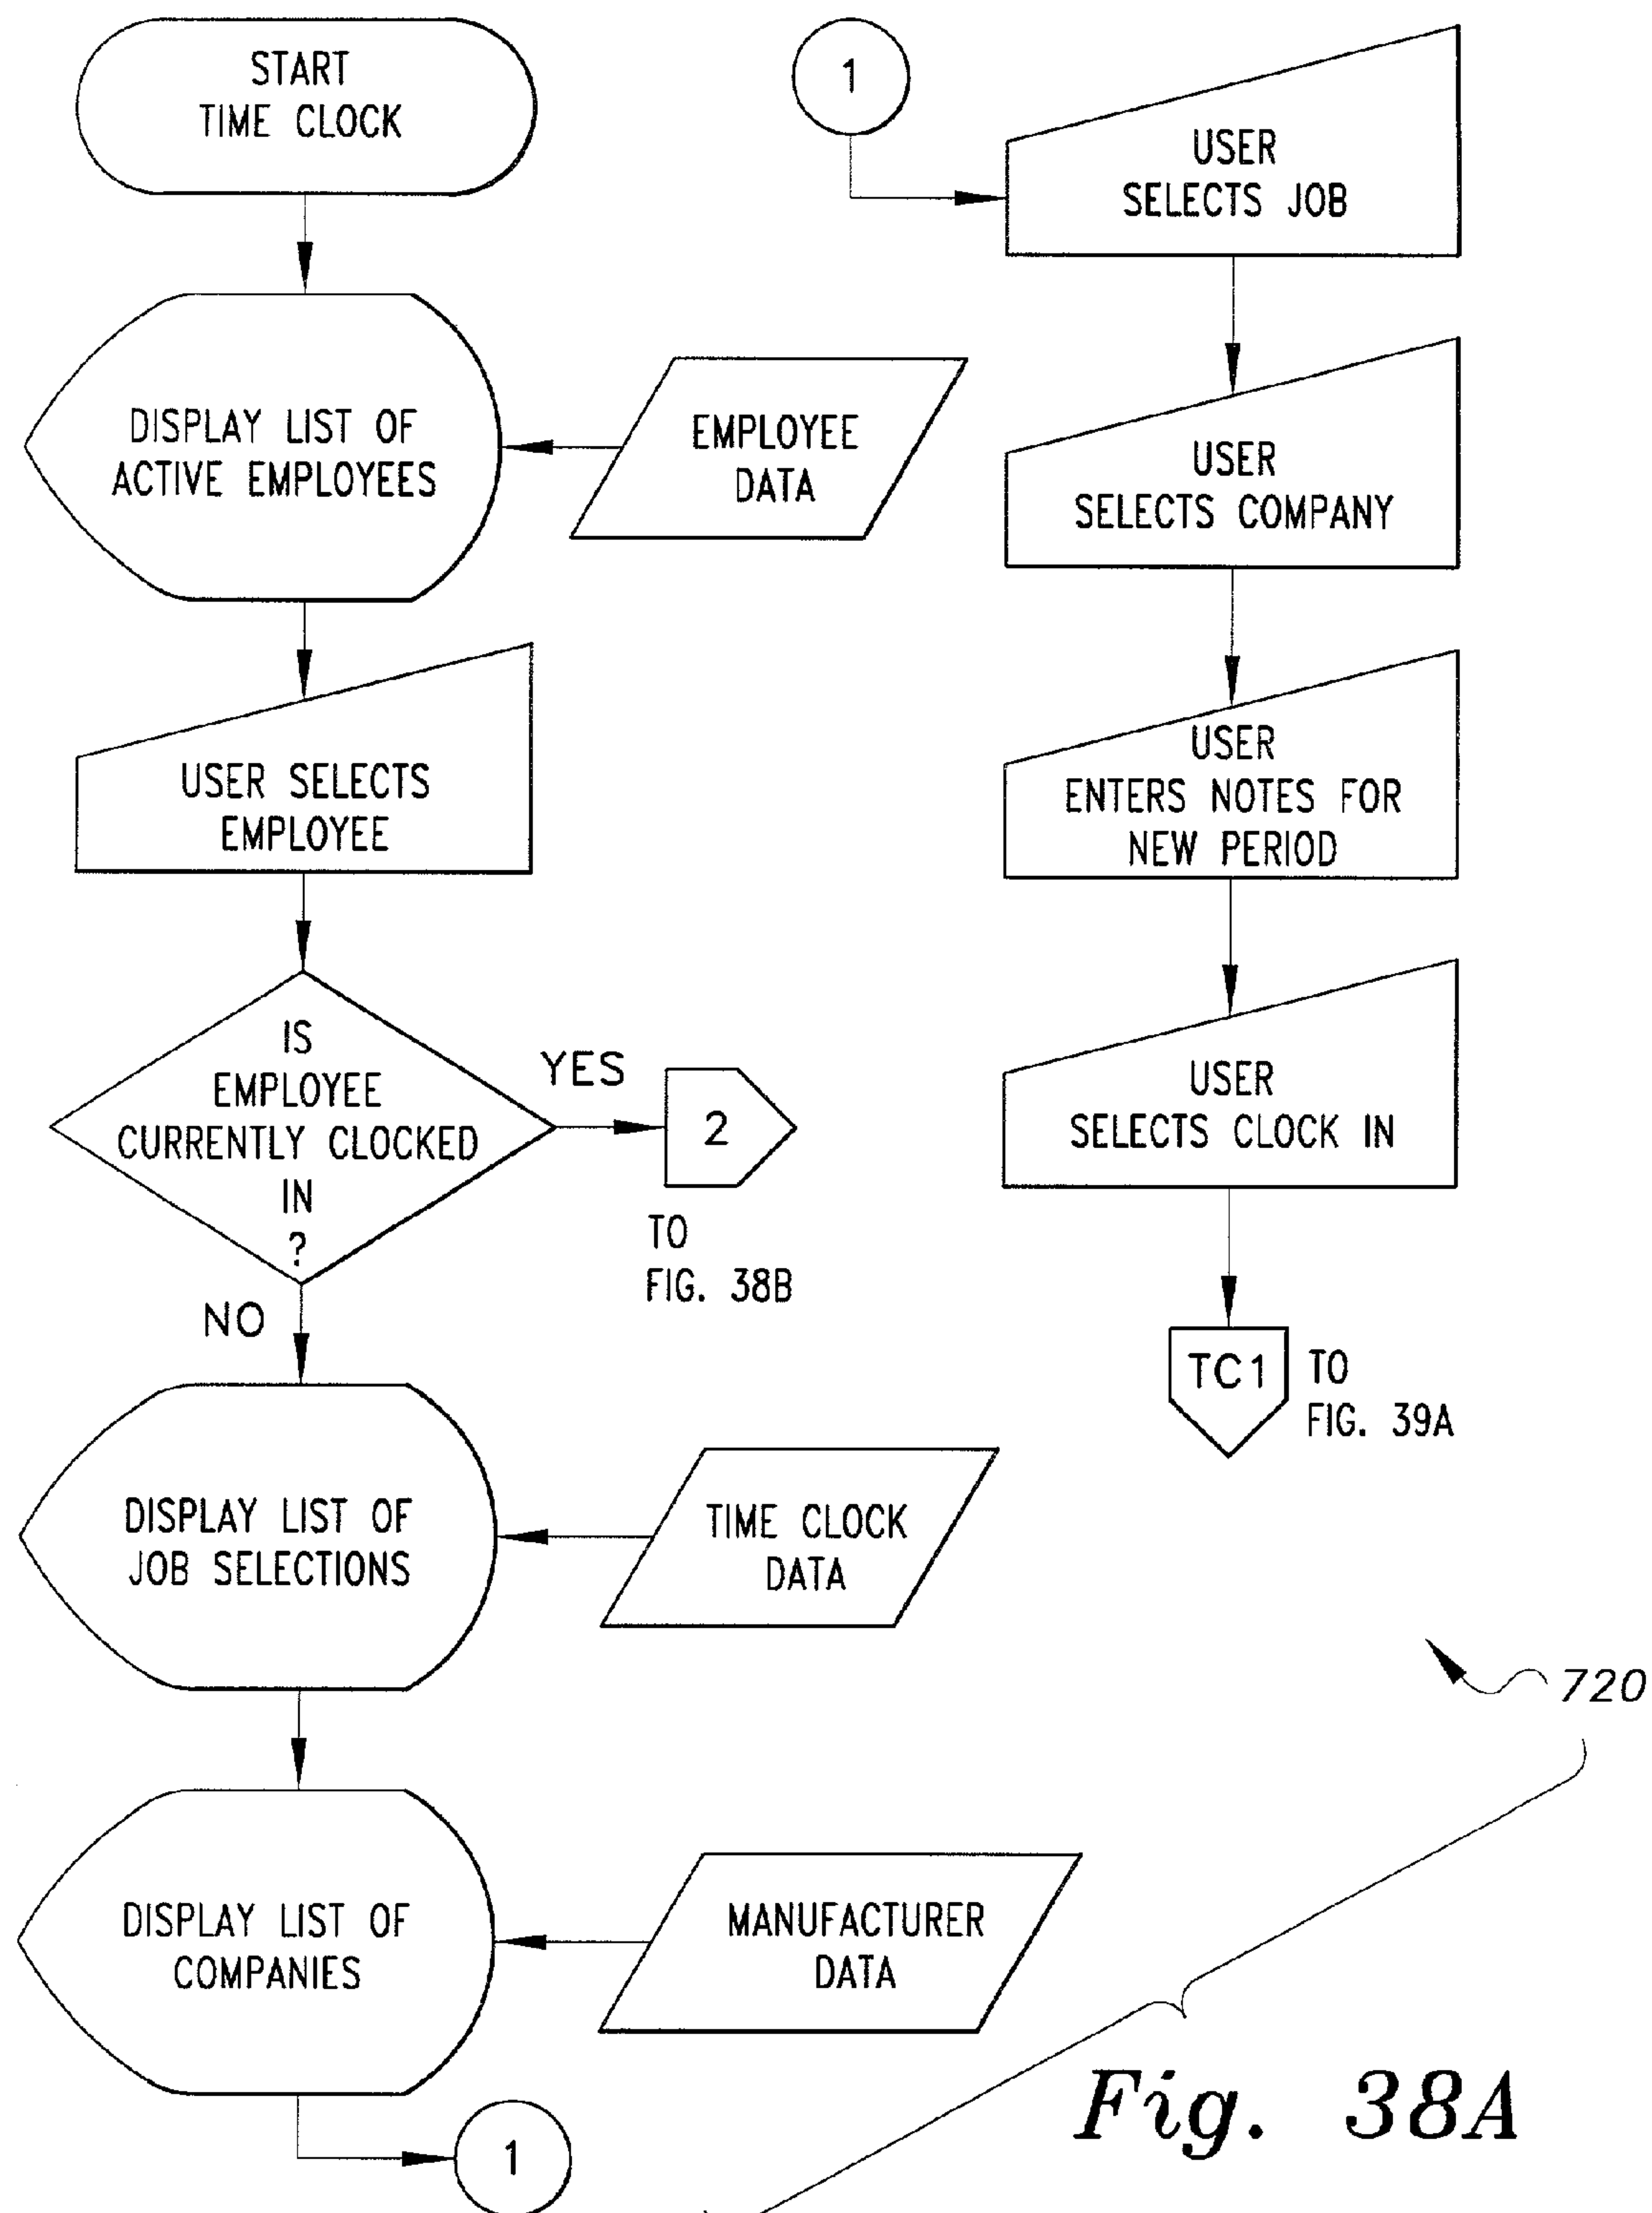 START
TIME CLOCK
DISPLAY LIST OF
ACTIVE EMPLOYEES
EMPLOYEE
DATA
USER SELECTS
EMPLOYEE
IS
EMPLOYEE
CURRENTLY CLOCKED
IN
?
YES
2
TO
FIG. 38B
NO
DISPLAY LIST OF
JOB SELECTIONS
TIME CLOCK
DATA
DISPLAY LIST OF
COMPANIES
MANUFACTURER
DATA
1
1
USER
SELECTS JOB
USER
SELECTS COMPANY
USER
ENTERS NOTES FOR
NEW PERIOD
USER
SELECTS CLOCK IN
TC1
TO
FIG. 39A
720
Fig. 38A